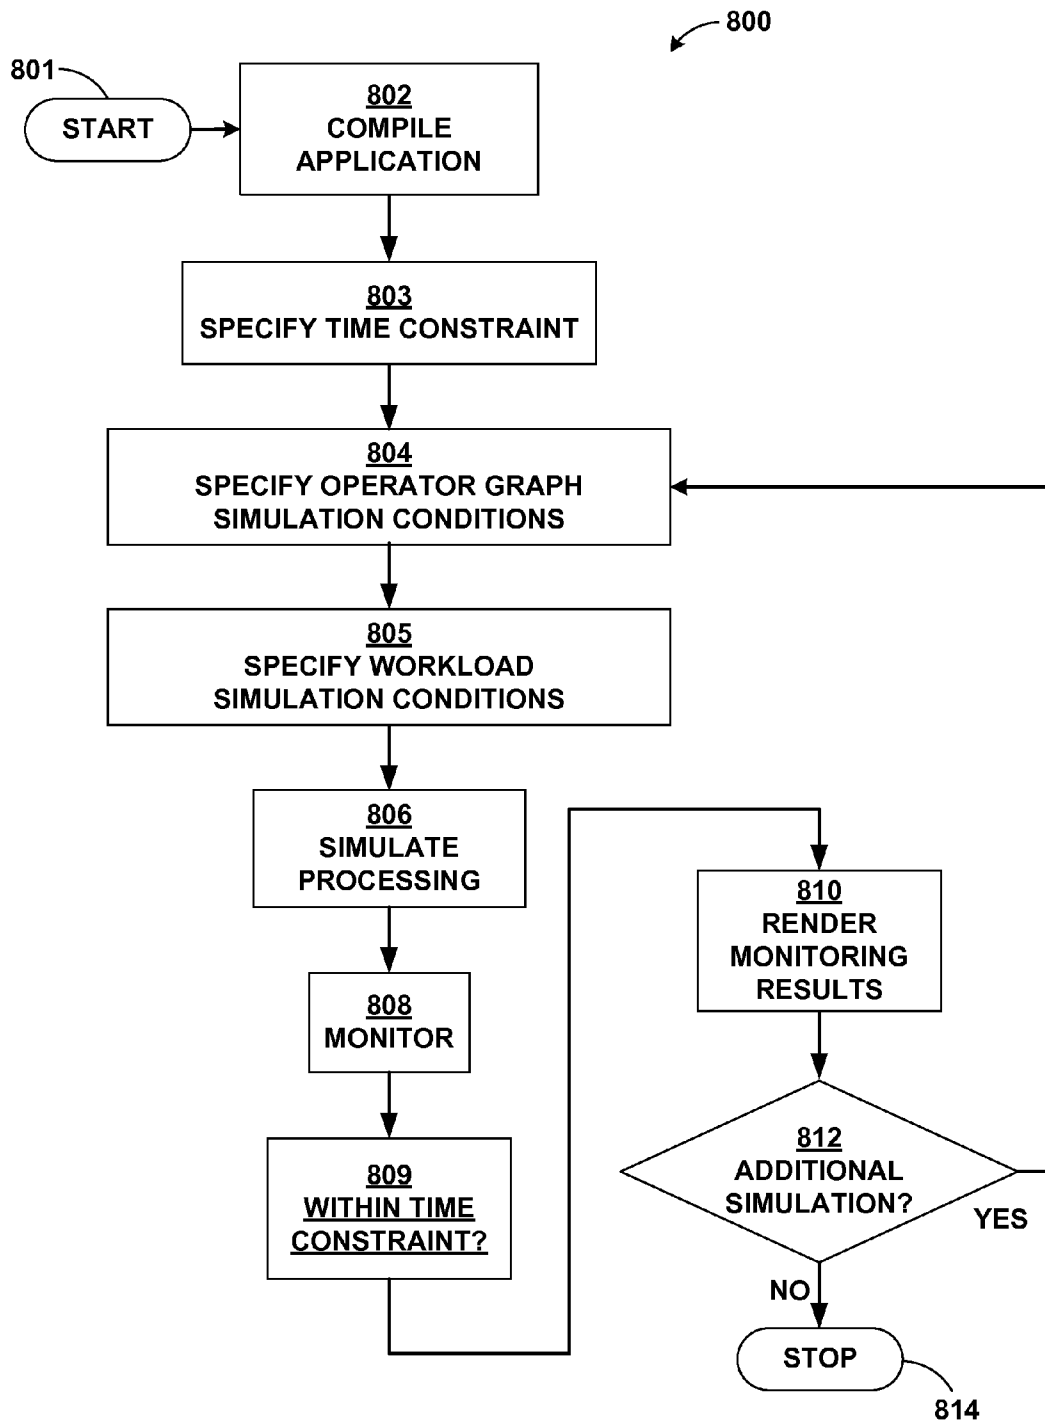 800
801
START
802
COMPILE
APPLICATION
803
SPECIFY TIME CONSTRAINT
804
SPECIFY OPERATOR GRAPH
SIMULATION CONDITIONS
805
SPECIFY WORKLOAD
SIMULATION CONDITIONS
806
SIMULATE
PROCESSING
808
MONITOR
809
WITHIN TIME
CONSTRAINT?
810
RENDER
MONITORING
RESULTS
812
ADDITIONAL
SIMULATION?
YES
NO
STOP
814